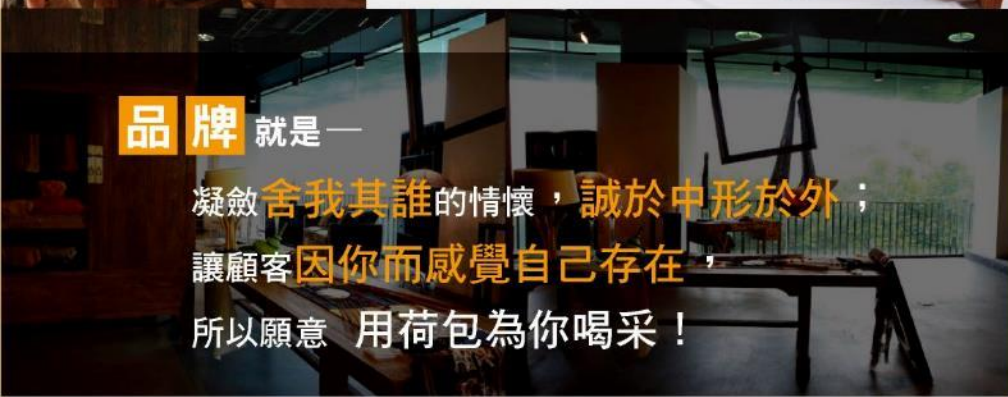 品牌就是—
凝斂舍我其誰的情懷，誠於中形於外；
讓顧客因你而感覺自己存在，
所以願意 用荷包為你喝采！